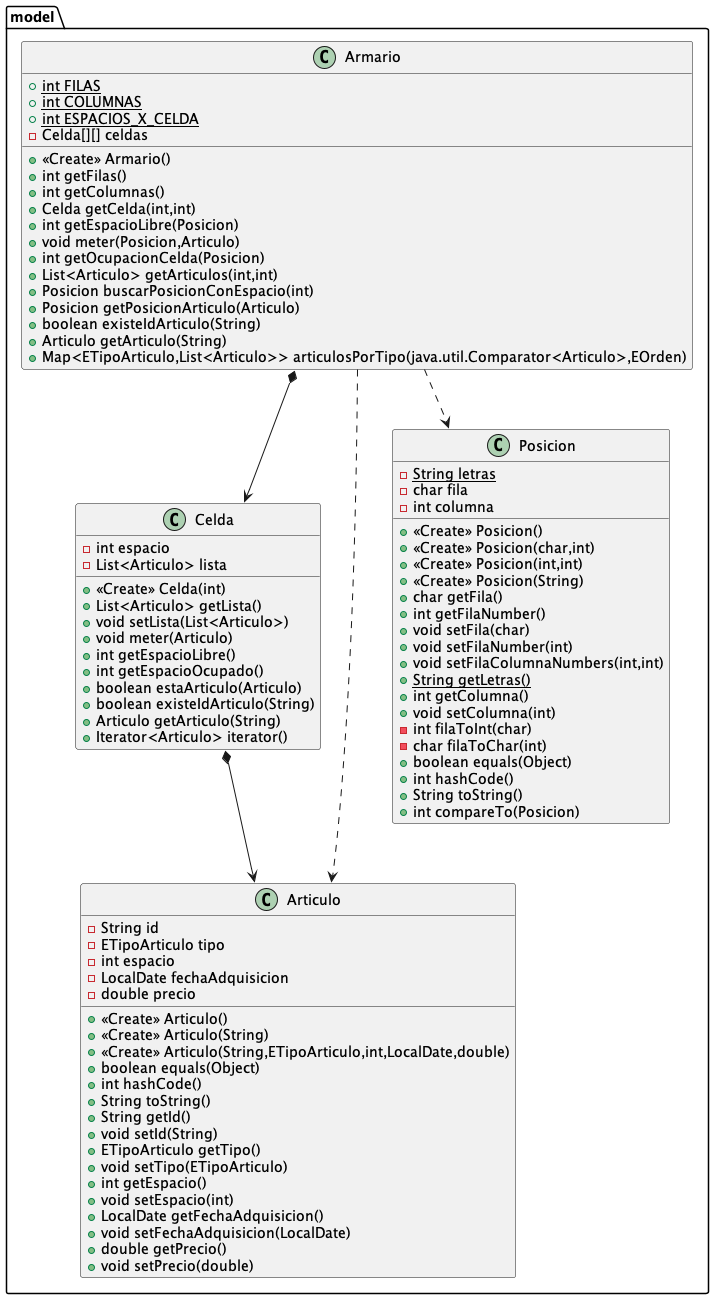 model
C Armario
int FILAS
int COLUMNAS
int ESPACIOS_X_CELDA
Celda[][] celdas
«Create» Armario()
int getFilas()
int getColumnas()
Celda getCelda(int,int)
int getEspacioLibre(Posicion)
void meter(Posicion,Articulo)
int getOcupacionCelda(Posicion)
List<Articulo> getArticulos(int,int)
Posicion buscarPosicionConEspacio(int)
Posicion getPosicionArticulo(Articulo)
boolean existeIdArticulo(String)
Articulo getArticulo(String)
Map<ETipoArticulo,List<Articulo>> articulosPorTipo(java.util.Comparator<Articulo>,EOrden)
C Celda
int espacio
List<Articulo> lista
«Create» Celda(int)
List<Articulo> getLista()
void setLista(List<Articulo>)
void meter(Articulo)
int getEspacioLibre()
int getEspacioOcupado()
boolean estaArticulo(Articulo)
boolean existeIdArticulo(String)
Articulo getArticulo(String)
Iterator<Articulo> iterator()
C Posicion
String letras
char fila
int columna
«Create» Posicion()
«Create» Posicion(char,int)
«Create» Posicion(int,int)
«Create» Posicion(String)
char getFila()
int getFilaNumber()
void setFila(char)
void setFilaNumber(int)
void setFilaColumnaNumbers(int,int)
String getLetras()
int getColumna()
void setColumna(int)
int filaToInt(char)
char filaToChar(int)
boolean equals(Object)
int hashCode()
String toString()
int compareTo(Posicion)
C Articulo
String id
ETipoArticulo tipo
int espacio
LocalDate fechaAdquisicion
double precio
«Create» Articulo()
«Create» Articulo(String)
«Create» Articulo(String,ETipoArticulo,int,LocalDate,double)
boolean equals(Object)
int hashCode()
String toString()
String getId()
void setId(String)
ETipoArticulo getTipo()
void setTipo(ETipoArticulo)
int getEspacio()
void setEspacio(int)
LocalDate getFechaAdquisicion()
void setFechaAdquisicion(LocalDate)
double getPrecio()
void setPrecio(double)